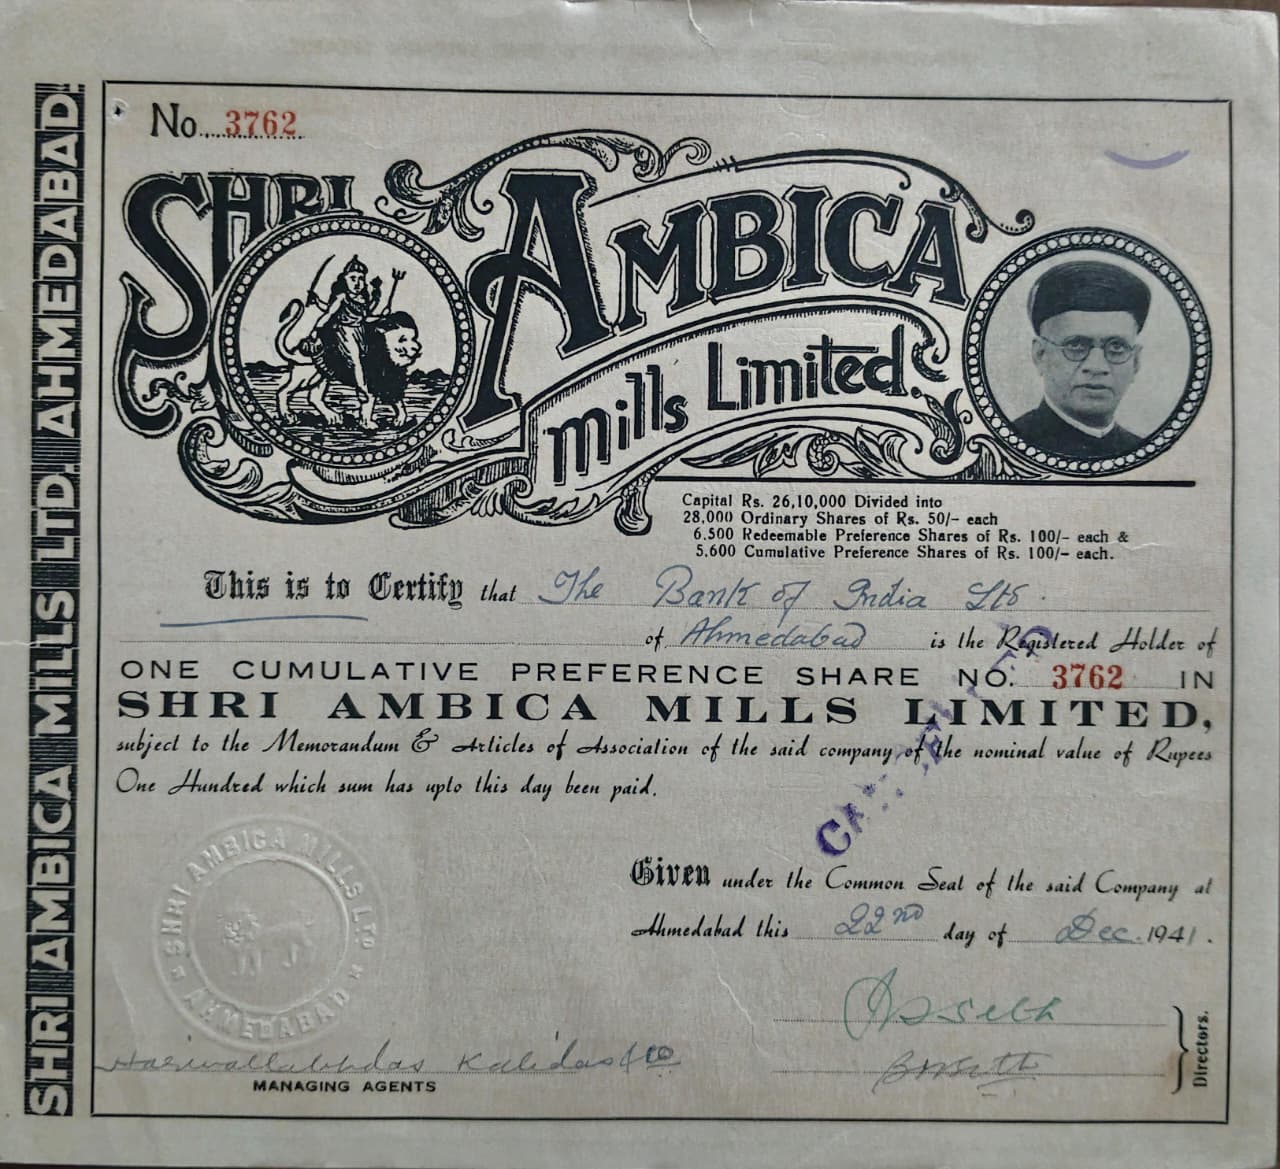 No. 3762
SHRI AMBICA
Mills Limited.
SHRI AMBICA MILLS LTD. AHMEDABAD.
Capital Rs. 26,10,000 Divided into
28,000 Ordinary Shares of Rs. 50/- each
6,500 Redeemable Preference Shares of Rs. 100/- each &
5,600 Cumulative Preference Shares of Rs. 100/- each.
This is to Certify that The Bank of India Ltd.
of Ahmedabad is the Registered Holder of
ONE CUMULATIVE PREFERENCE SHARE NO. 3762 IN
SHRI AMBICA MILLS LIMITED,
subject to the Memorandum & Articles of Association of the said company of the nominal value of Rupees
One Hundred which sum has upto this day been paid.
CANCELLED
SHRI AMBICA MILLS LTD
AHMEDABAD
Given under the Common Seal of the said Company at
Ahmedabad this 22nd day of Dec. 1941.
Harivallabhdas Kalidas & Co
MANAGING AGENTS
Directors.